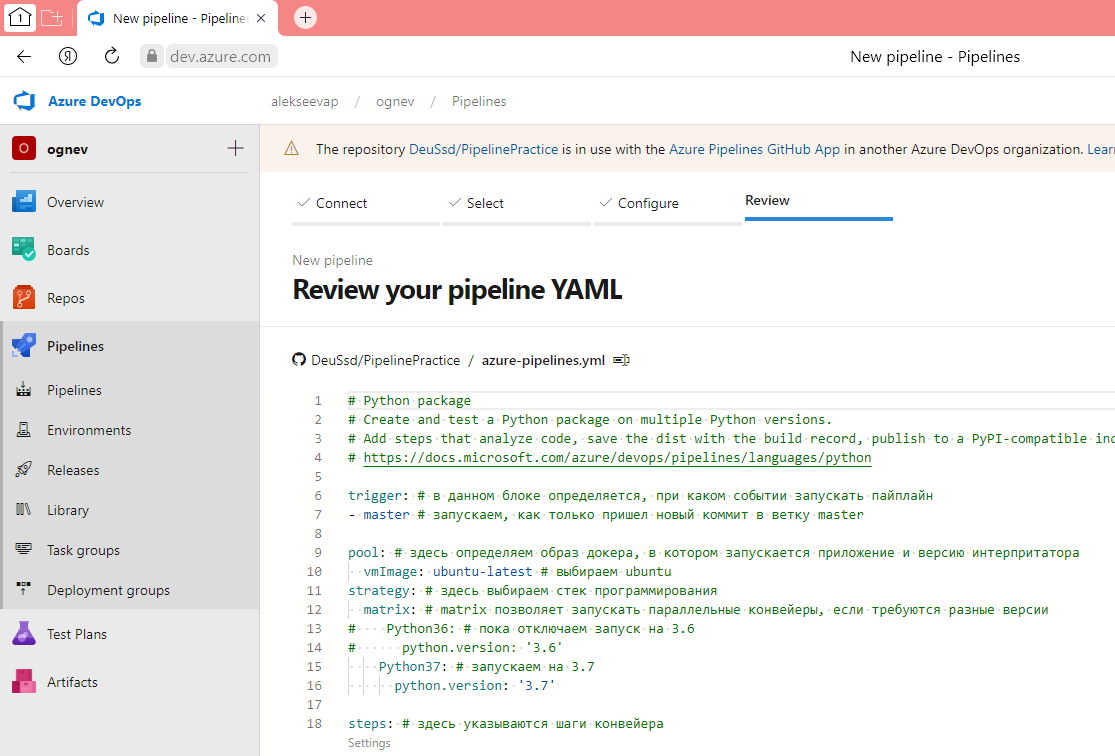 1
New pipeline - Pipeline
dev.azure.com
New pipeline - Pipelines
Azure DevOps
alekseevap / ognev / Pipelines
O ognev
The repository DeuSsd/PipelinePractice is in use with the Azure Pipelines GitHub App in another Azure DevOps organization. Lear
Connect
Select
Configure
Review
Overview
Boards
Repos
Pipelines
Pipelines
Environments
Releases
Library
Task groups
Deployment groups
Test Plans
Artifacts
New pipeline
Review your pipeline YAML
DeuSsd/PipelinePractice / azure-pipelines.yml
1 # Python package
2 # Create and test a Python package on multiple Python versions.
3 # Add steps that analyze code, save the dist with the build record, publish to a PyPI-compatible in
4 # https://docs.microsoft.com/azure/devops/pipelines/languages/python
5
6 trigger: # в данном блоке определяется, при каком событии запускать пайплайн
7 - master # запускаем, как только пришел новый коммит в ветку master
8
9 pool: # здесь определяем образ докера, в котором запускается приложение и версию интерпритатора
10 vmImage: ubuntu-latest # выбираем ubuntu
11 strategy: # здесь выбираем стек программирования
12 matrix: # matrix позволяет запускать параллельные конвейеры, если требуются разные версии
13 # Python36: # пока отключаем запуск на 3.6
14 # python.version: '3.6'
15 Python37: # запускаем на 3.7
16 python.version: '3.7'
17
18 steps: # здесь указываются шаги конвейера
Settings